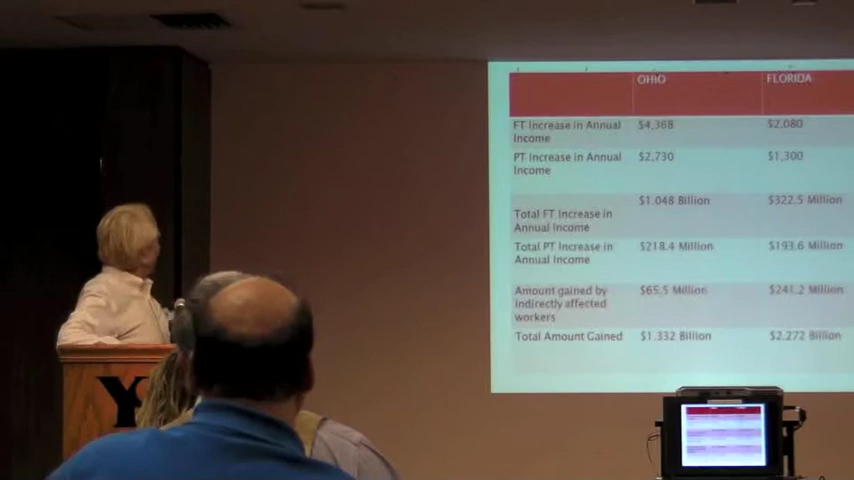 OHIO FLORIDA
FT Increase in Annual Income $4,368 $2,080
PT Increase in Annual Income $2,730 $1,300
Total FT Increase in Annual Income $1.048 Billion $322.5 Million
Total PT Increase in Annual Income $218.4 Million $193.6 Million
Amount gained by indirectly affected workers $65.5 Million $241.2 Million
Total Amount Gained $1.332 Billion $2.272 Billion
Y